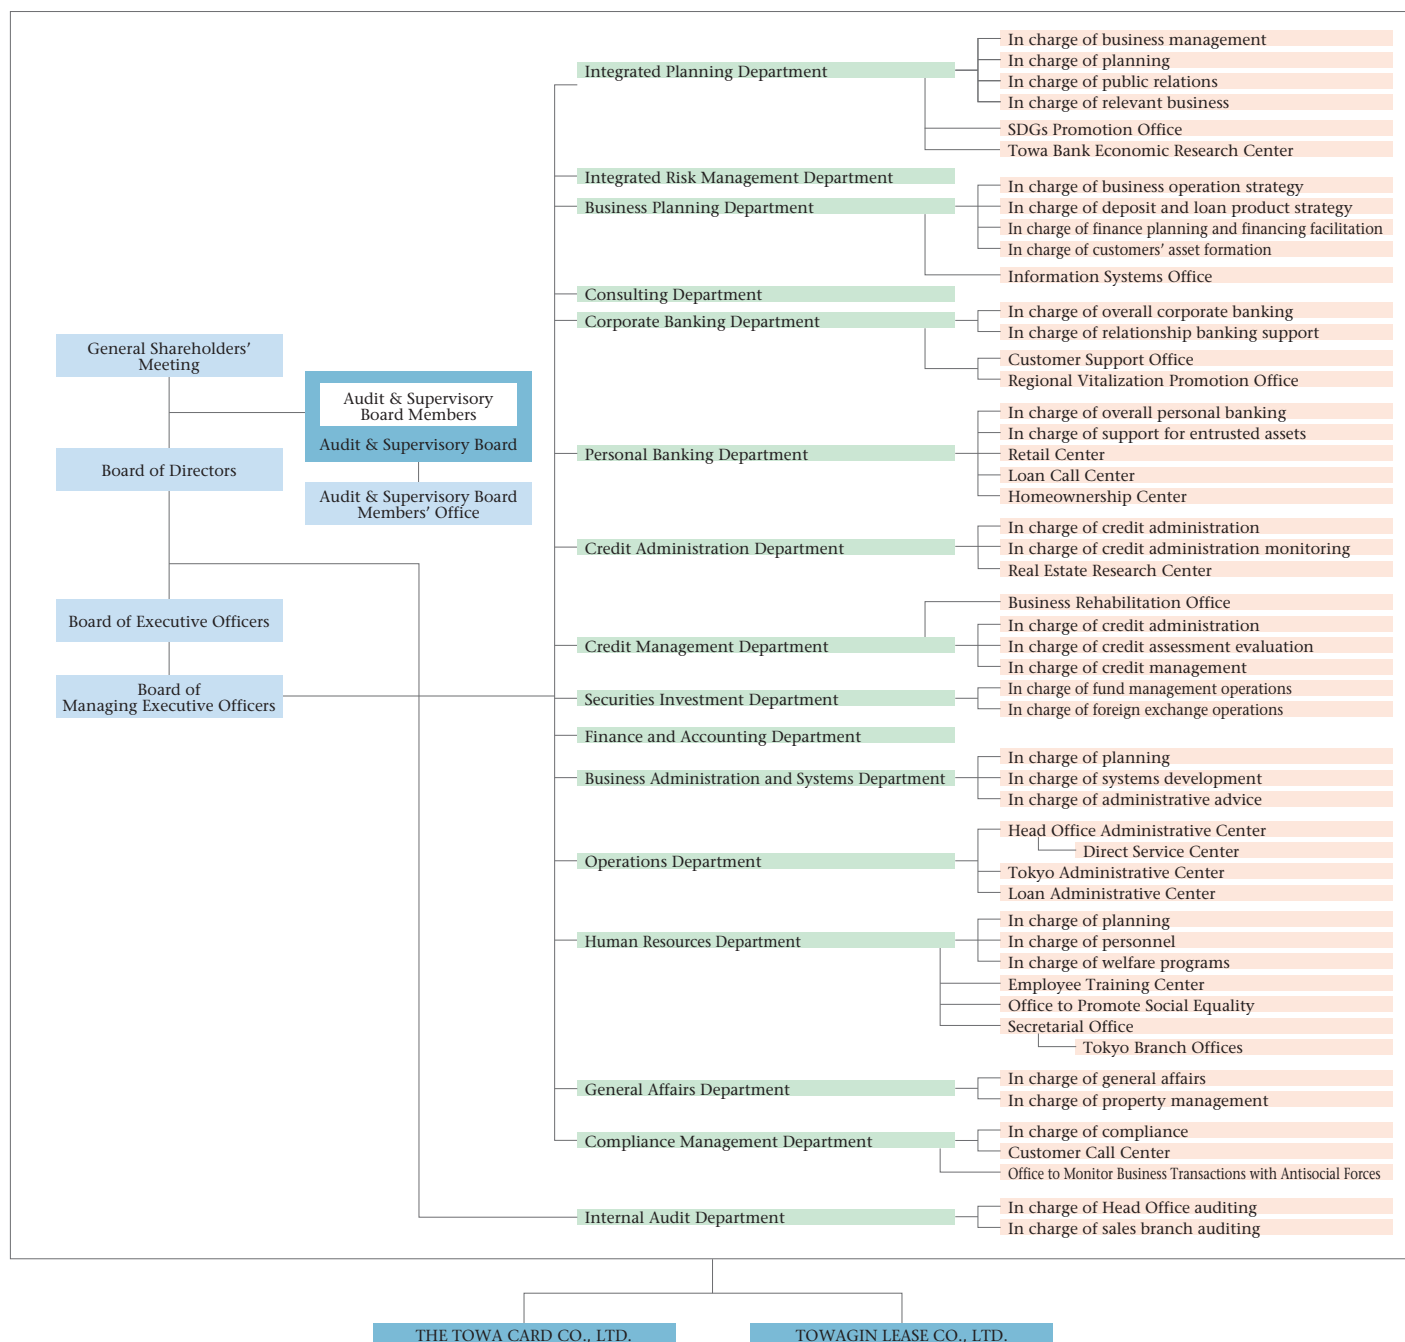 General Shareholders'
Meeting
Audit & Supervisory
Board Members
Audit & Supervisory Board
Board of Directors
Audit & Supervisory Board
Members' Office
Board of Executive Officers
Board of
Managing Executive Officers
Integrated Planning Department
In charge of business management
In charge of planning
In charge of public relations
In charge of relevant business
SDGs Promotion Office
Towa Bank Economic Research Center
Integrated Risk Management Department
Business Planning Department
In charge of business operation strategy
In charge of deposit and loan product strategy
In charge of finance planning and financing facilitation
In charge of customers' asset formation
Information Systems Office
Consulting Department
Corporate Banking Department
In charge of overall corporate banking
In charge of relationship banking support
Customer Support Office
Regional Vitalization Promotion Office
Personal Banking Department
In charge of overall personal banking
In charge of support for entrusted assets
Retail Center
Loan Call Center
Homeownership Center
Credit Administration Department
In charge of credit administration
In charge of credit administration monitoring
Real Estate Research Center
Credit Management Department
Business Rehabilitation Office
In charge of credit administration
In charge of credit assessment evaluation
In charge of credit management
Securities Investment Department
In charge of fund management operations
In charge of foreign exchange operations
Finance and Accounting Department
Business Administration and Systems Department
In charge of planning
In charge of systems development
In charge of administrative advice
Operations Department
Head Office Administrative Center
Direct Service Center
Tokyo Administrative Center
Loan Administrative Center
Human Resources Department
In charge of planning
In charge of personnel
In charge of welfare programs
Employee Training Center
Office to Promote Social Equality
Secretarial Office
Tokyo Branch Offices
General Affairs Department
In charge of general affairs
In charge of property management
Compliance Management Department
In charge of compliance
Customer Call Center
Office to Monitor Business Transactions with Antisocial Forces
Internal Audit Department
In charge of Head Office auditing
In charge of sales branch auditing
THE TOWA CARD CO., LTD.
TOWAGIN LEASE CO., LTD.